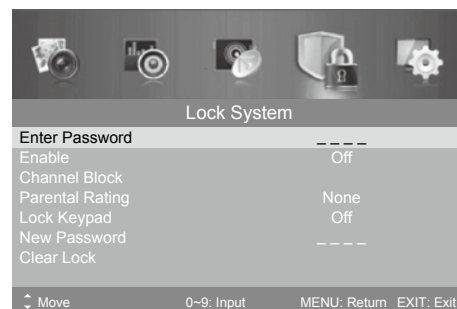 Lock System
Enter Password _ _ _ _
Enable Off
Channel Block
Parental Rating None
Lock Keypad Off
New Password _ _ _ _
Clear Lock
Move 0~9: Input MENU: Return EXIT: Exit